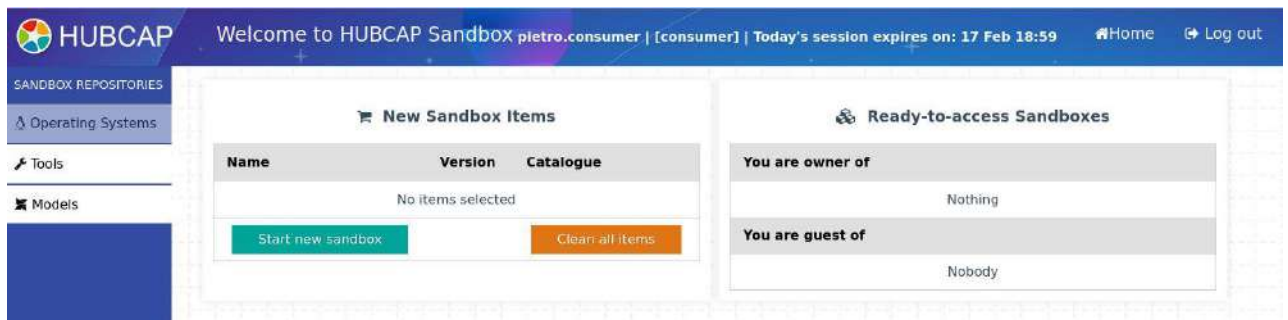 HUBCAP
Welcome to HUBCAP Sandbox pietro.consumer | [consumer] | Today's session expires on: 17 Feb 18:59
Home
Log out
SANDBOX REPOSITORIES
Operating Systems
Tools
Models
New Sandbox Items
Name Version Catalogue
No items selected
Start new sandbox Clean all items
Ready-to-access Sandboxes
You are owner of
Nothing
You are guest of
Nobody